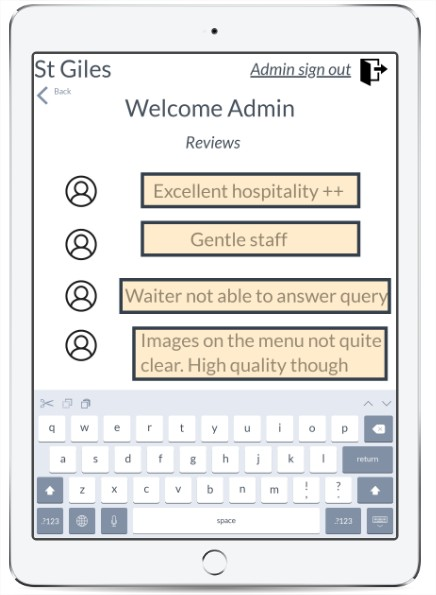 St Giles
Admin sign out
Back
Welcome Admin
Reviews
Excellent hospitality ++
Gentle staff
Waiter not able to answer query
Images on the menu not quite
clear. High quality though
q w e r t y u i o p
a s d f g h j k l return
z x c v b n m ! , ? .
.?123 space .?123